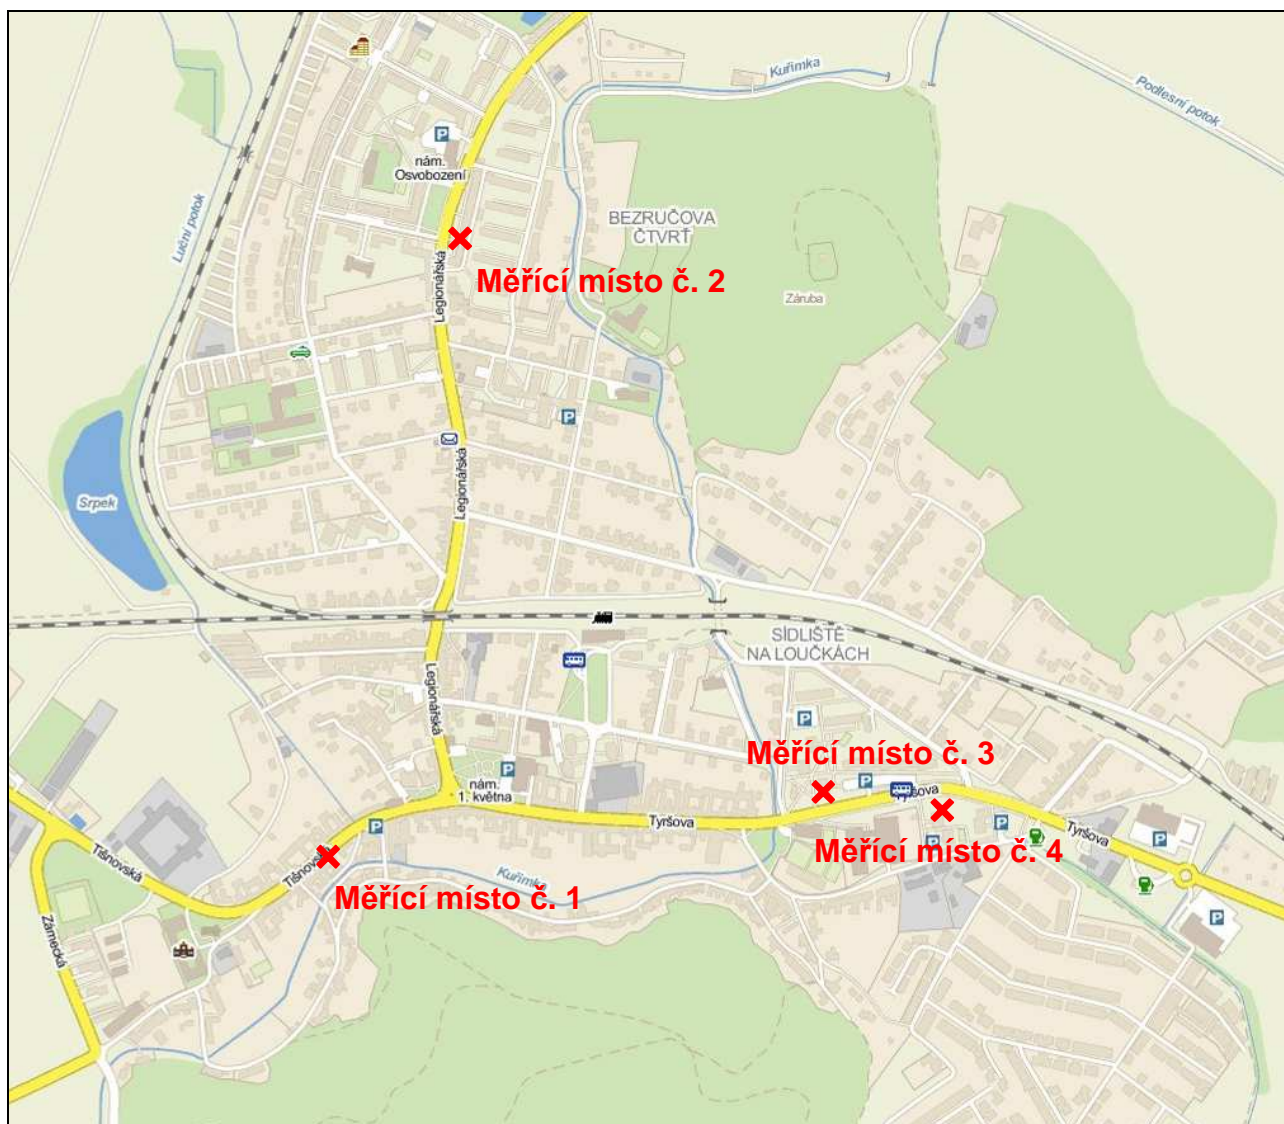 Kuřimka
Podlesní potok
P
nám.
Osvobození
Luční potok
BEZRUČOVA
ČTVRŤ
Měřící místo č. 2
Legionářská
Záruba
P
Legionářská
Srpek
SÍDLIŠTĚ
NA LOUČKÁCH
Legionářská
P
Měřící místo č. 3
P
nám.
1. května
P
Tyršova
Tyršova
P
Tišnovská
Tišnovská
P
Tyršova
P
Měřící místo č. 4
Kuřimka
Měřící místo č. 1
P
Zámecká